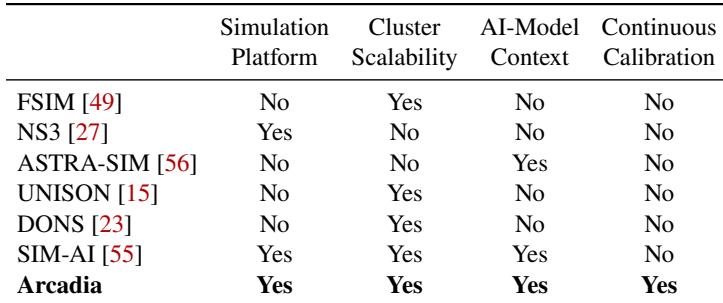 Simulation Cluster AI-Model Continuous
Platform Scalability Context Calibration
FSIM [49] No Yes No No
NS3 [27] Yes No No No
ASTRA-SIM [56] No No Yes No
UNISON [15] No Yes No No
DONS [23] No Yes No No
SIM-AI [55] Yes Yes Yes No
Arcadia Yes Yes Yes Yes